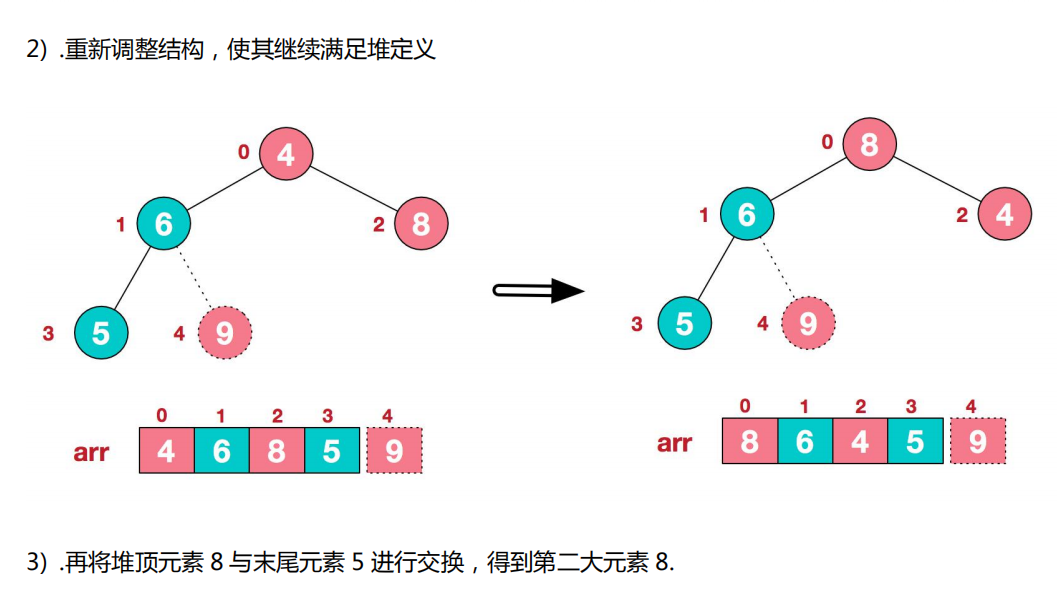 2) .重新调整结构，使其继续满足堆定义
0 4 0 8
1 6 2 8 1 6 2 4
3 5 4 9 3 5 4 9
0 1 2 3 4
arr 4 6 8 5 9
0 1 2 3 4
arr 8 6 4 5 9
3) .再将堆顶元素 8 与末尾元素 5 进行交换，得到第二大元素 8.